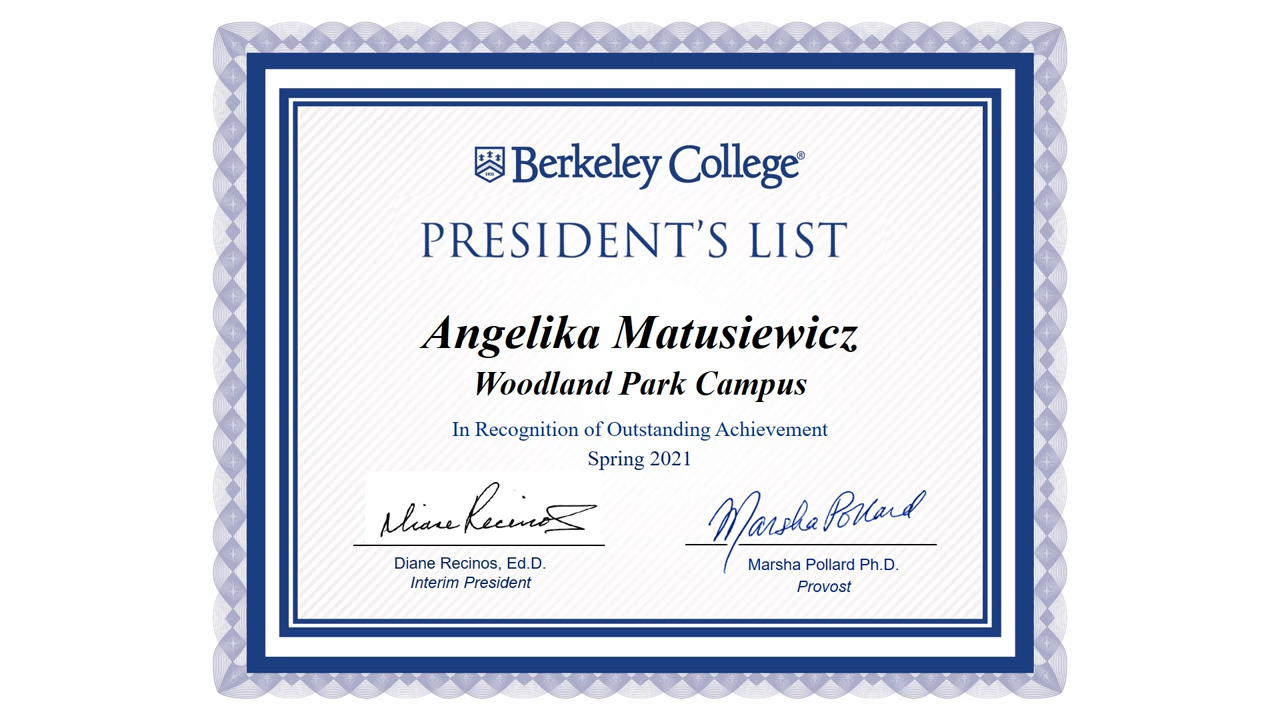 Berkeley College®
PRESIDENT'S LIST
Angelika Matusiewicz
Woodland Park Campus
In Recognition of Outstanding Achievement
Spring 2021
Diane Recinos
Marsha Pollard
Diane Recinos, Ed.D.
Interim President
Marsha Pollard Ph.D.
Provost